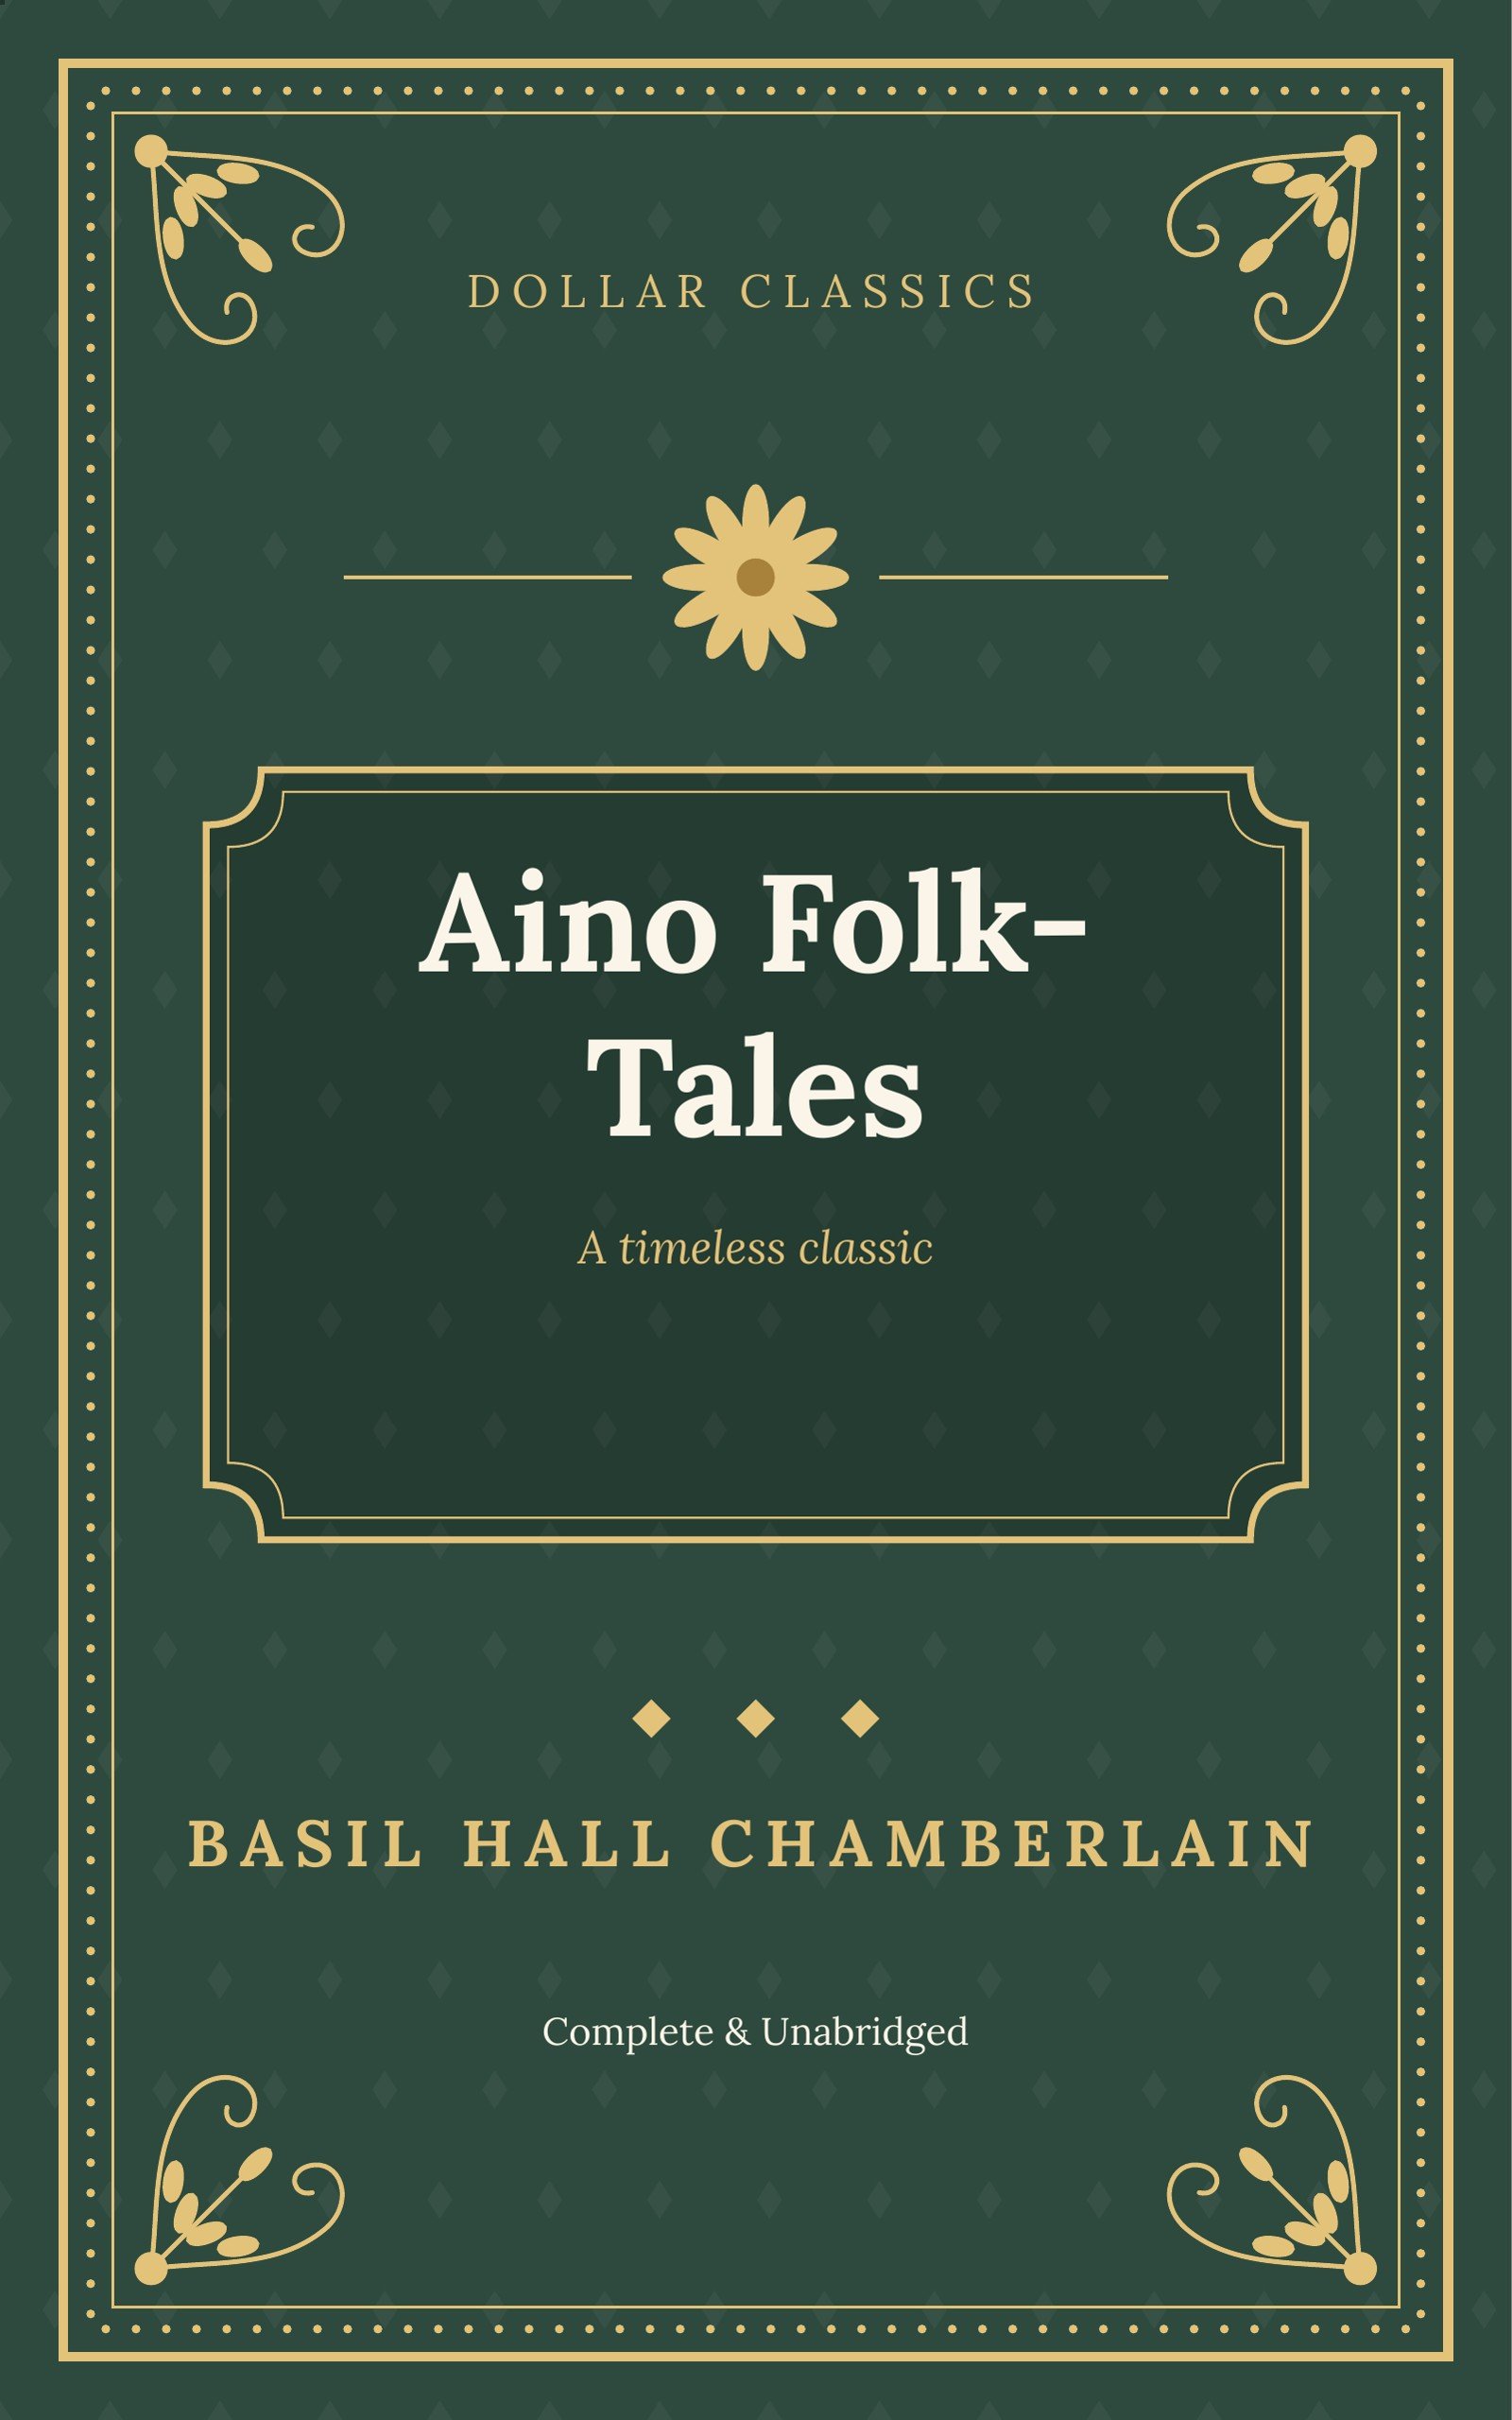 DOLLAR CLASSICS
Aino Folk-
Tales
A timeless classic
BASIL HALL CHAMBERLAIN
Complete & Unabridged